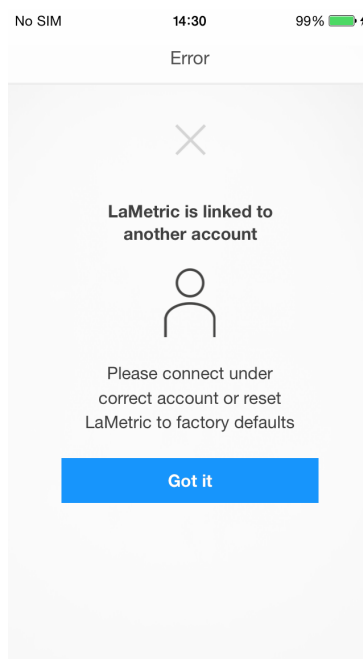 No SIM 14:30 99%
Error
LaMetric is linked to
another account
Please connect under
correct account or reset
LaMetric to factory defaults
Got it